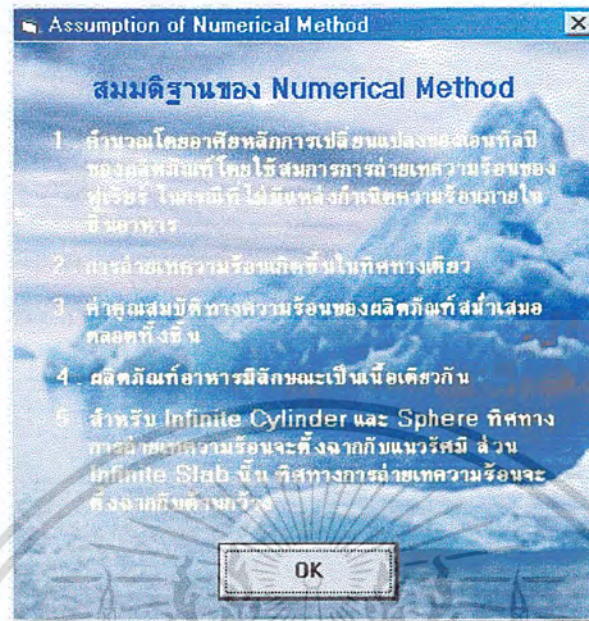 Assumption of Numerical Method
สมมติฐานของ Numerical Method
1 . คำนวณโดยอาศัยหลักการเปลี่ยนแปลงของเอนทัลปี
ของผลิตภัณฑ์ โดยใช้สมการการถ่ายเทความร้อนของ
ฟูเรียร์ ในกรณีที่ไม่มีแหล่งกำเนิดความร้อนภายใน
ชิ้นอาหาร
2 . การถ่ายเทความร้อนเกิดขึ้นในทิศทางเดียว
3 . ค่าคุณสมบัติทางความร้อนของผลิตภัณฑ์สม่ำเสมอ
ตลอดทั้งชิ้น
4 . ผลิตภัณฑ์อาหารมีลักษณะเป็นเนื้อเดียวกัน
5 . สำหรับ Infinite Cylinder และ Sphere ทิศทาง
การถ่ายเทความร้อนจะตั้งฉากกับแนวรัศมี ส่วน
Infinite Slab นั้น ทิศทางการถ่ายเทความร้อนจะ
ตั้งฉากกับด้านกว้าง
OK